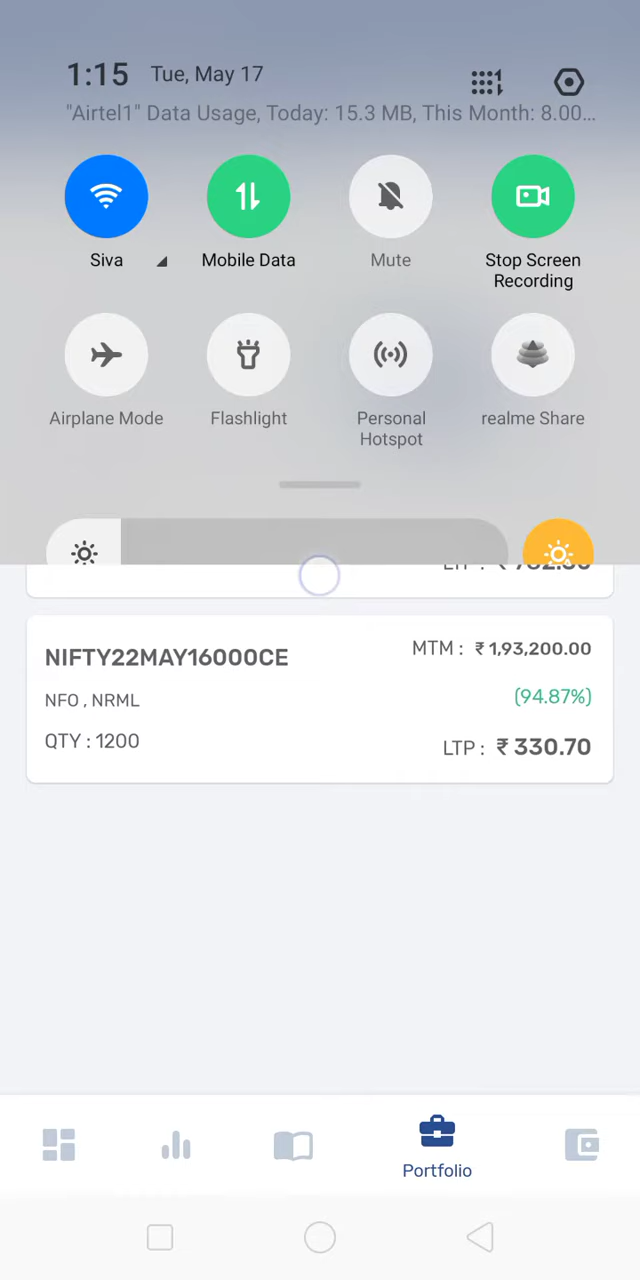 1:15 Tue, May 17
"Airtel1" Data Usage, Today: 15.3 MB, This Month: 8.00...
Siva
Mobile Data
Mute
Stop Screen
Recording
Airplane Mode
Flashlight
Personal
Hotspot
realme Share
NIFTY22MAY16000CE
MTM : ₹ 1,93,200.00
NFO , NRML
(94.87%)
QTY : 1200
LTP : ₹ 330.70
Portfolio